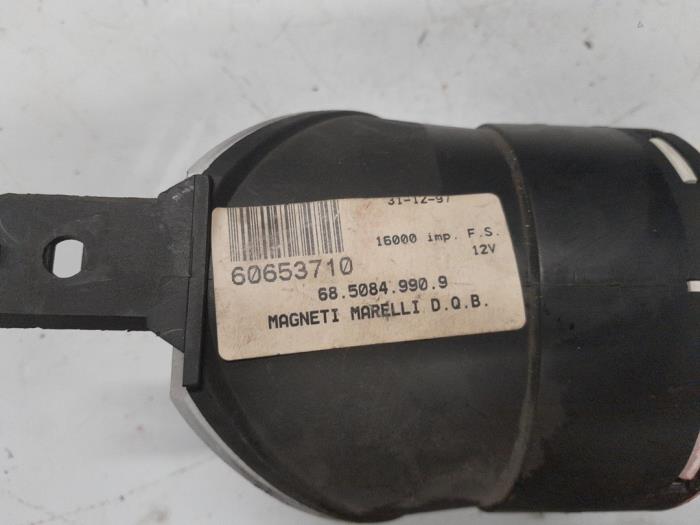 31-12-97
16000 imp. F.S.
12V
60653710
68.5084.990.9
MAGNETI MARELLI D.Q.B.